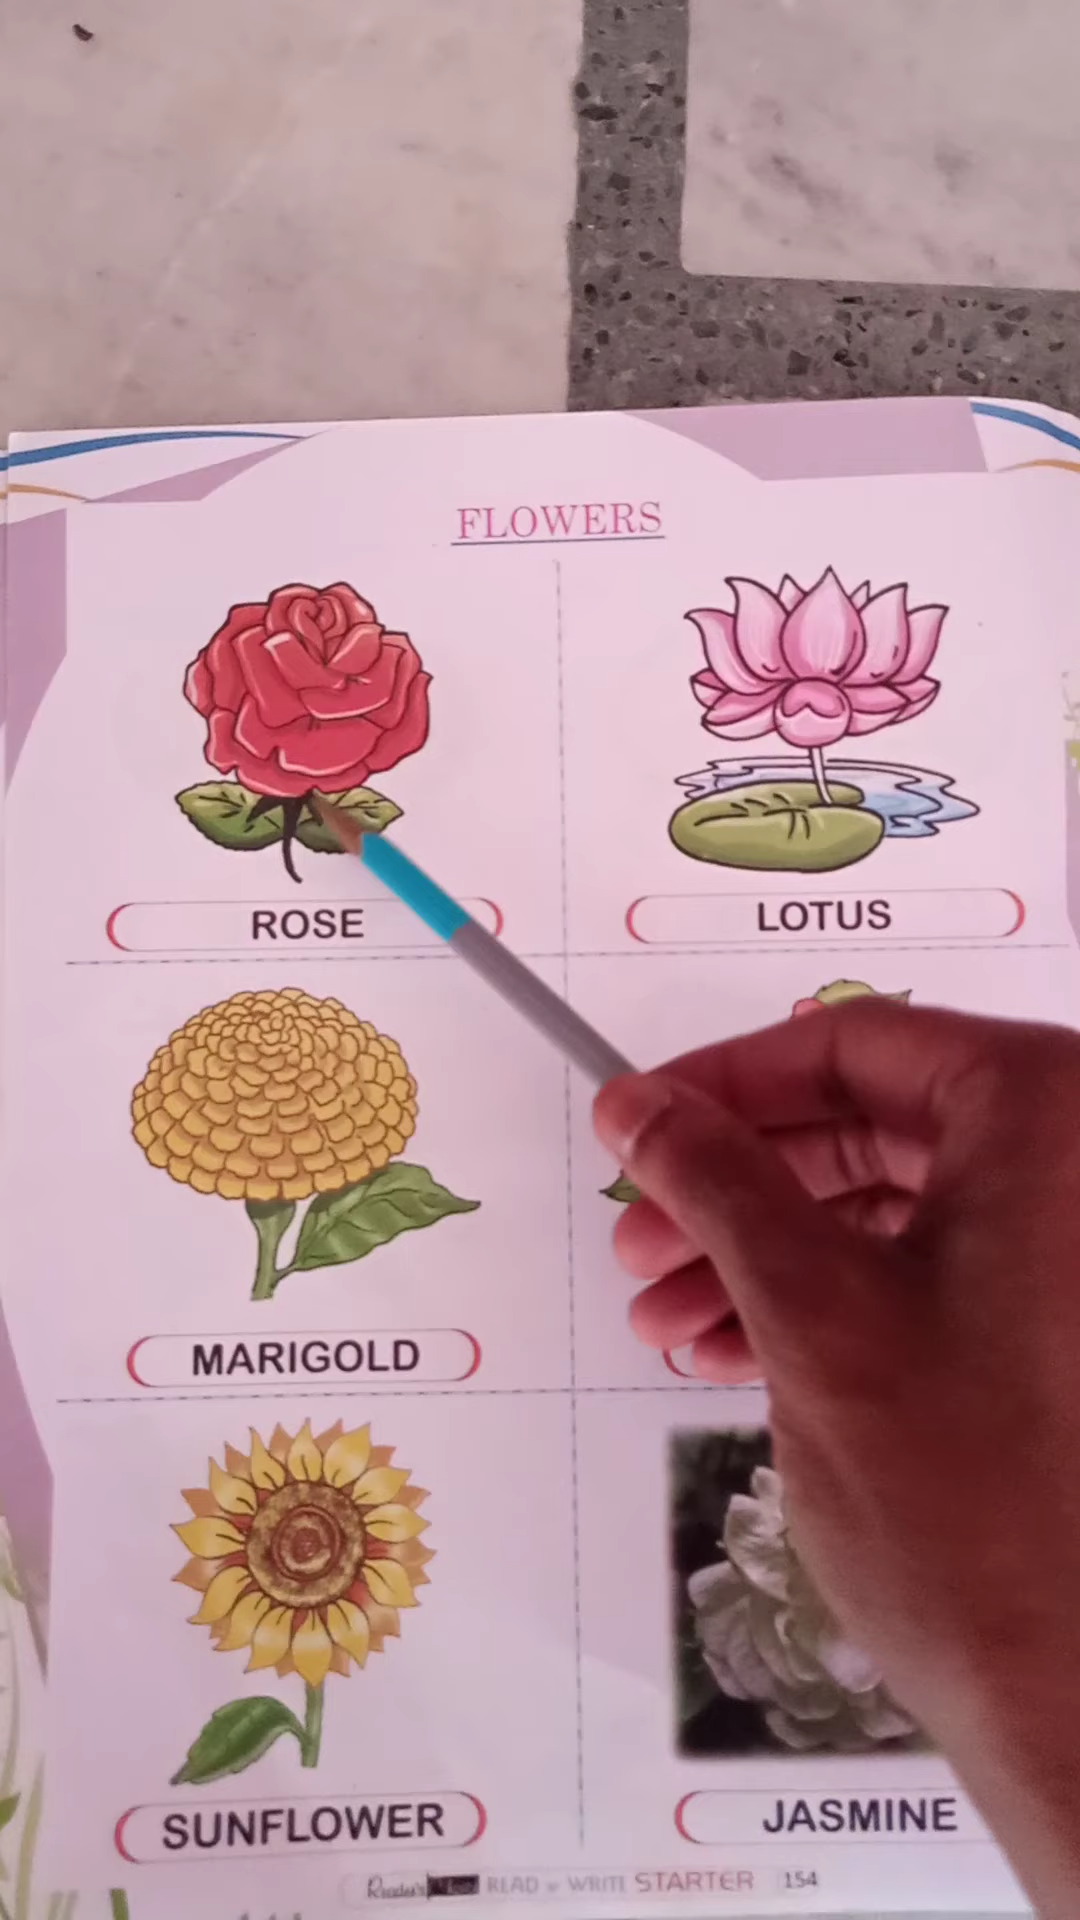 FLOWERS
ROSE
LOTUS
MARIGOLD
SUNFLOWER
JASMINE
READ & WRITE STARTER 154